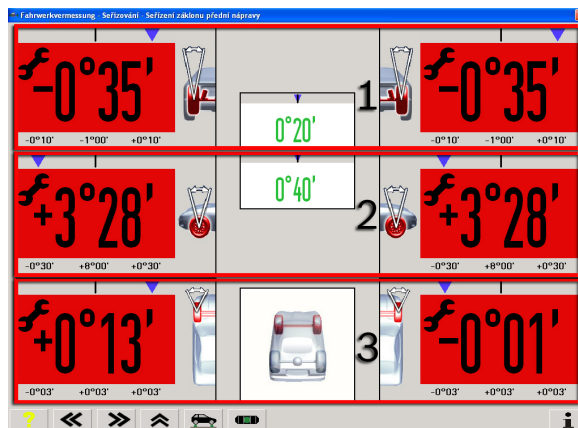 Fahrwerkvermessung - Seřizování - Seřízení záklonu přední nápravy
-0°35'
1
-0°35'
0°20'
-0°10' -1°00' +0°10'
-0°10' -1°00' +0°10'
0°40'
+3°28'
2
+3°28'
-0°30' +8°00' +0°30'
-0°30' +8°00' +0°30'
+0°13'
3
-0°01'
-0°03' +0°03' +0°03'
-0°03' +0°03' +0°03'
?
i